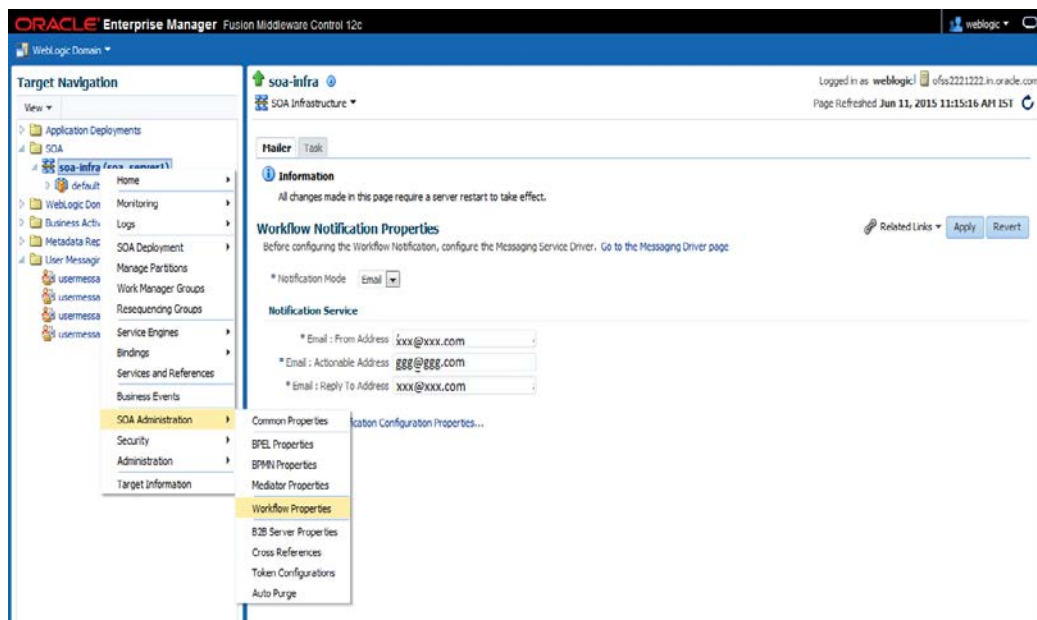 ORACLE Enterprise Manager Fusion Middleware Control 12c
weblogic
WebLogic Domain
Target Navigation
View
Application Deployments
SOA
soa-infra (soa_server1)
default
WebLogic Dom
Business Activ
Metadata Rep
User Messagin
usermessa
usermessa
usermessa
usermessa
Home
Monitoring
Logs
SOA Deployment
Manage Partitions
Work Manager Groups
Resequencing Groups
Service Engines
Bindings
Services and References
Business Events
SOA Administration
Security
Administration
Target Information
Common Properties
BPEL Properties
BPMN Properties
Mediator Properties
Workflow Properties
B2B Server Properties
Cross References
Token Configurations
Auto Purge
soa-infra
Logged in as weblogic| ofss2221222.in.oracle.com
SOA Infrastructure
Page Refreshed Jun 11, 2015 11:15:16 AM IST
Mailer Task
Information
All changes made in this page require a server restart to take effect.
Workflow Notification Properties
Related Links Apply Revert
Before configuring the Workflow Notification, configure the Messaging Service Driver. Go to the Messaging Driver page
* Notification Mode Email
Notification Service
* Email : From Address xxx@xxx.com
* Email : Actionable Address ggg@ggg.com
* Email : Reply To Address xxx@xxx.com
fication Configuration Properties...